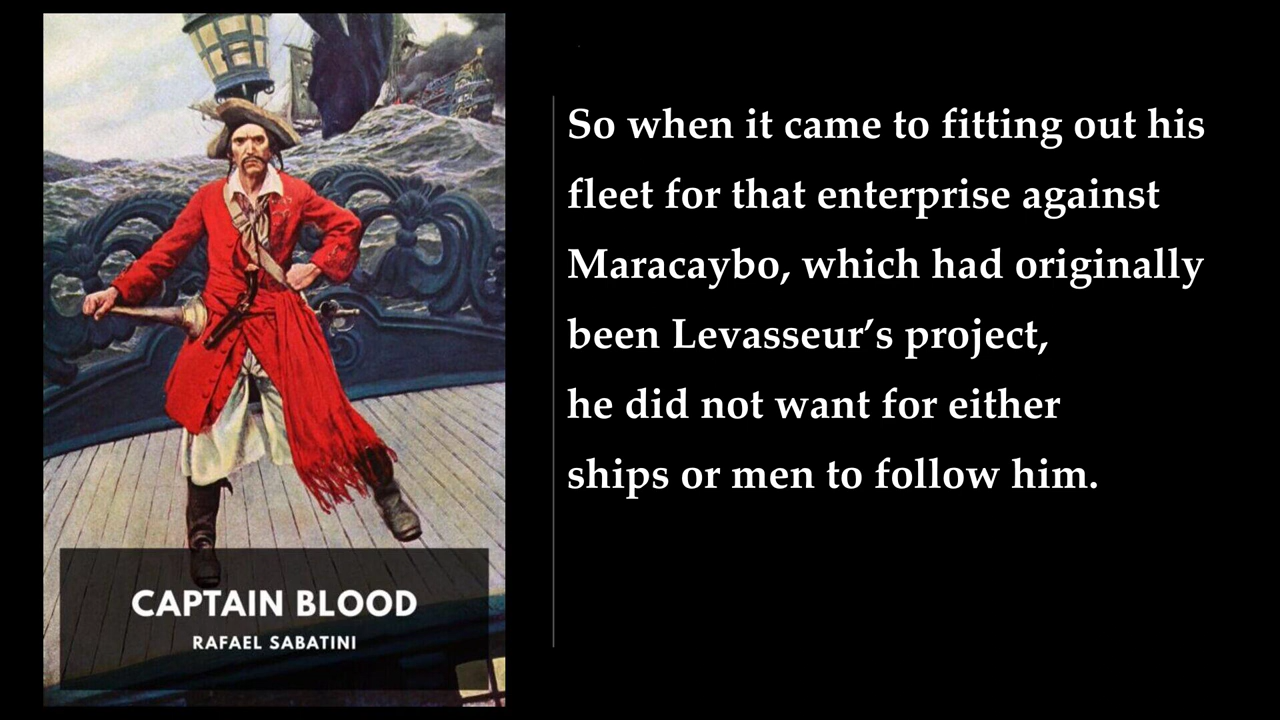 CAPTAIN BLOOD
RAFAEL SABATINI
So when it came to fitting out his
fleet for that enterprise against
Maracaybo, which had originally
been Levasseur’s project,
he did not want for either
ships or men to follow him.